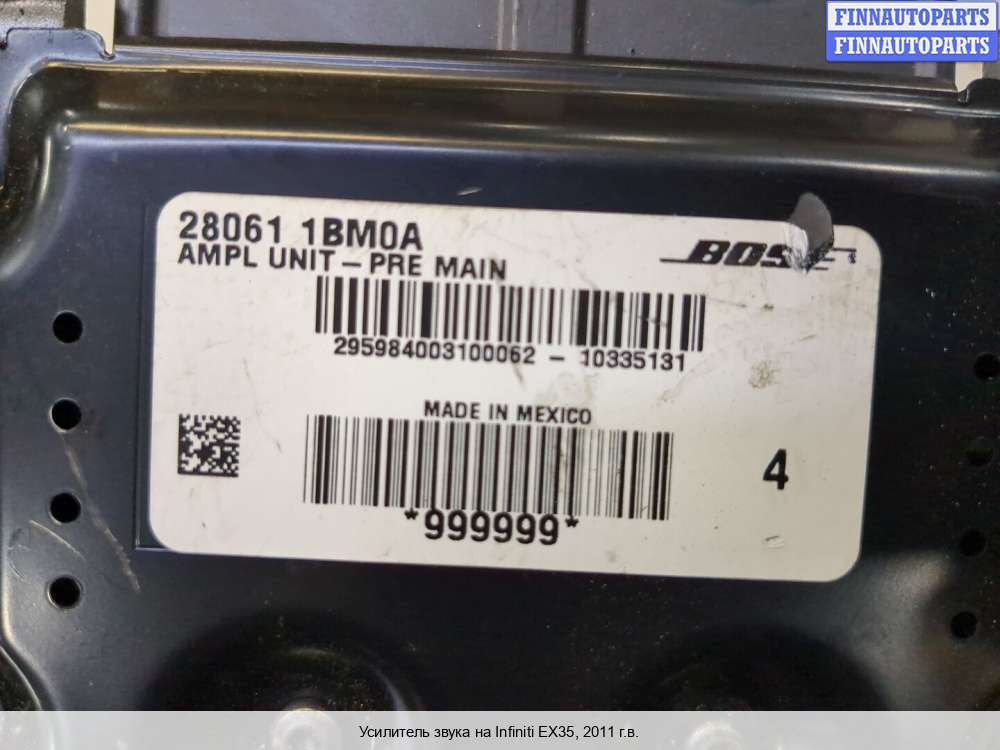 FINNAUTOPARTS
FINNAUTOPARTS
28061 1BM0A
AMPL UNIT – PRE MAIN
BOSE
295984003100062 – 10335131
MADE IN MEXICO
4
*999999*
Усилитель звука на Infiniti EX35, 2011 г.в.